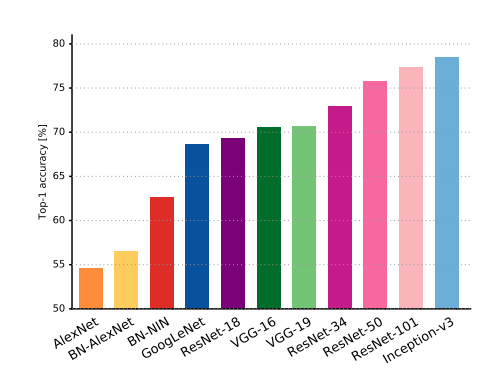 80
75
70
65
60
55
50
Top-1 accuracy [%]
AlexNet
BN-AlexNet
BN-NIN
GoogLeNet
ResNet-18
VGG-16
VGG-19
ResNet-34
ResNet-50
ResNet-101
Inception-v3